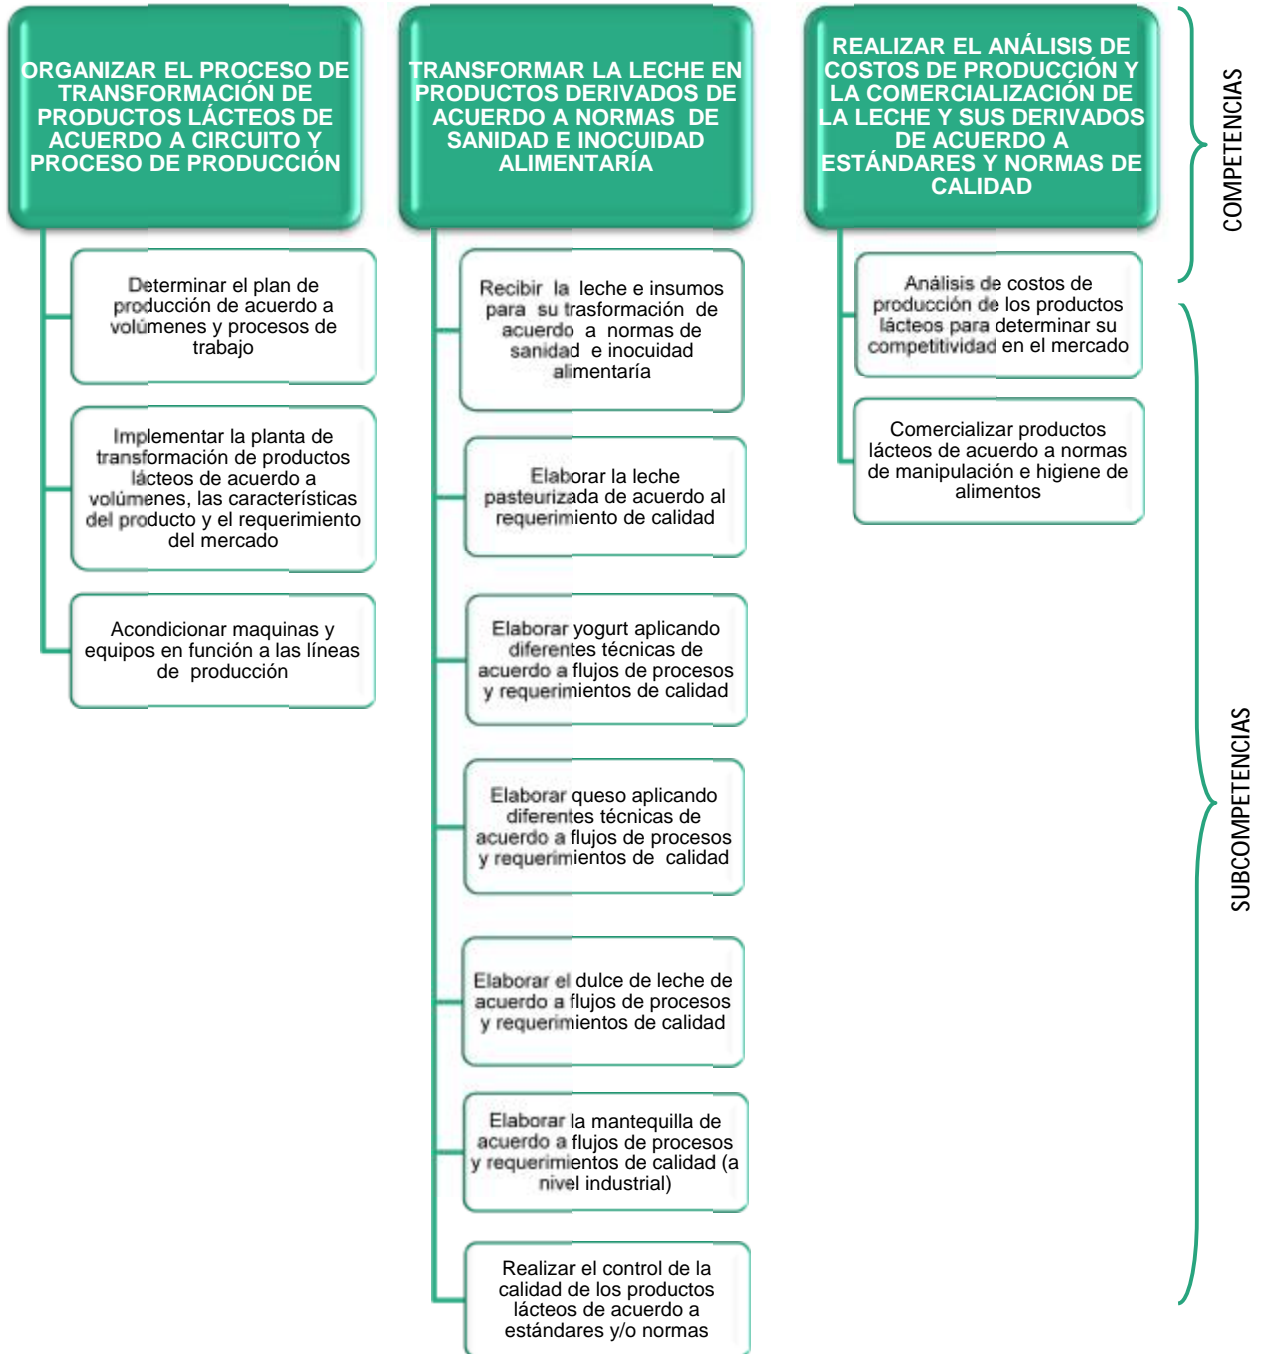 ORGANIZAR EL PROCESO DE
TRANSFORMACIÓN DE
PRODUCTOS LÁCTEOS DE
ACUERDO A CIRCUITO Y
PROCESO DE PRODUCCIÓN
Determinar el plan de
producción de acuerdo a
volúmenes y procesos de
trabajo
Implementar la planta de
transformación de productos
lácteos de acuerdo a
volúmenes, las características
del producto y el requerimiento
del mercado
Acondicionar maquinas y
equipos en función a las líneas
de producción
TRANSFORMAR LA LECHE EN
PRODUCTOS DERIVADOS DE
ACUERDO A NORMAS DE
SANIDAD E INOCUIDAD
ALIMENTARÍA
Recibir la leche e insumos
para su trasformación de
acuerdo a normas de
sanidad e inocuidad
alimentaría
Elaborar la leche
pasteurizada de acuerdo al
requerimiento de calidad
Elaborar yogurt aplicando
diferentes técnicas de
acuerdo a flujos de procesos
y requerimientos de calidad
Elaborar queso aplicando
diferentes técnicas de
acuerdo a flujos de procesos
y requerimientos de calidad
Elaborar el dulce de leche de
acuerdo a flujos de procesos
y requerimientos de calidad
Elaborar la mantequilla de
acuerdo a flujos de procesos
y requerimientos de calidad (a
nivel industrial)
Realizar el control de la
calidad de los productos
lácteos de acuerdo a
estándares y/o normas
REALIZAR EL ANÁLISIS DE
COSTOS DE PRODUCCIÓN Y
LA COMERCIALIZACIÓN DE
LA LECHE Y SUS DERIVADOS
DE ACUERDO A
ESTÁNDARES Y NORMAS DE
CALIDAD
Análisis de costos de
producción de los productos
lácteos para determinar su
competitividad en el mercado
Comercializar productos
lácteos de acuerdo a normas
de manipulación e higiene de
alimentos
COMPETENCIAS
SUBCOMPETENCIAS